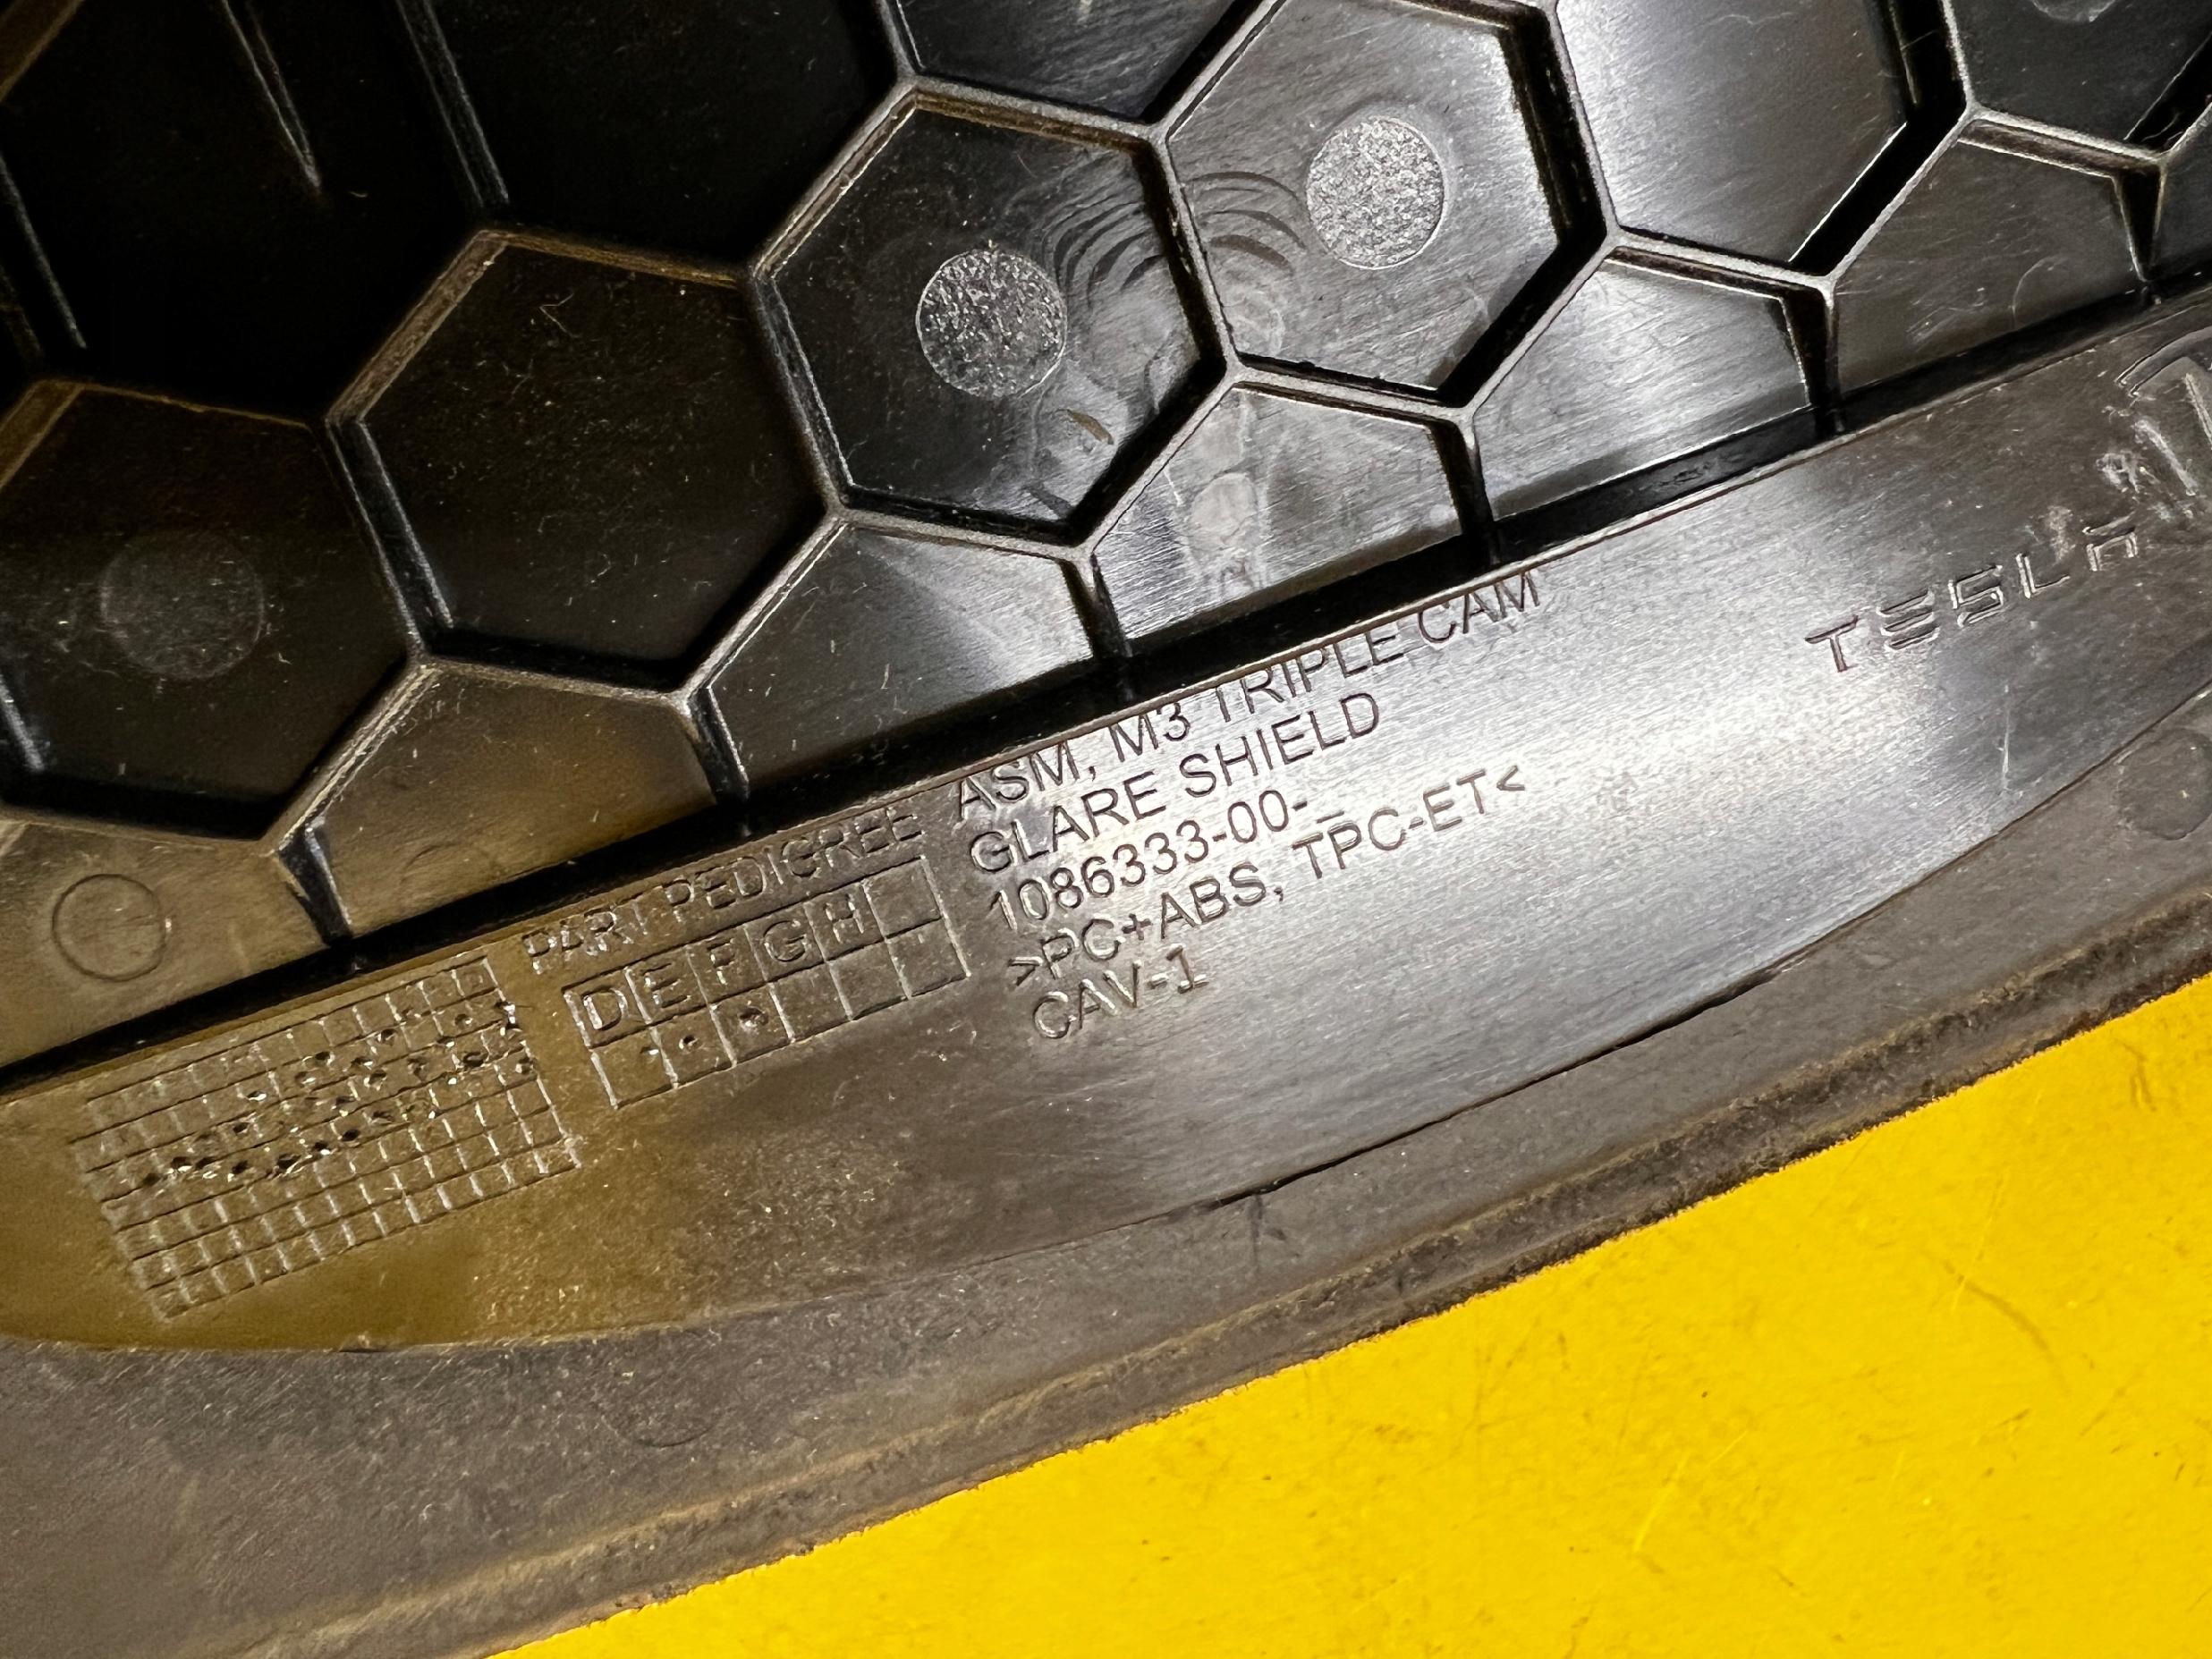 PART PEDIGREE
D E F G H _
ASM, M3 TRIPLE CAM
GLARE SHIELD
1086333-00-_
>PC+ABS, TPC-ET<
CAV-1
TESLA